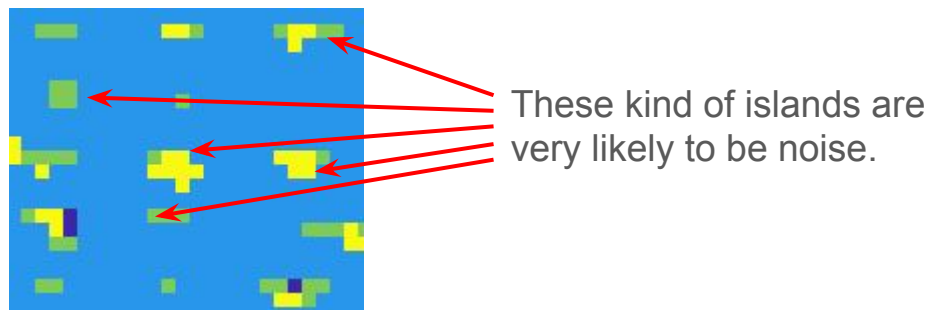 These kind of islands are
very likely to be noise.